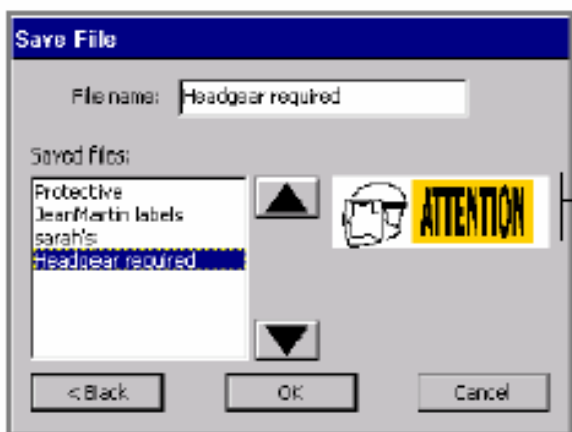 Save File
File name: Headgear required
Saved files:
Protective
JeanMartin labels
sarah's
Headgear required
ATTENTION
< Back
OK
Cancel